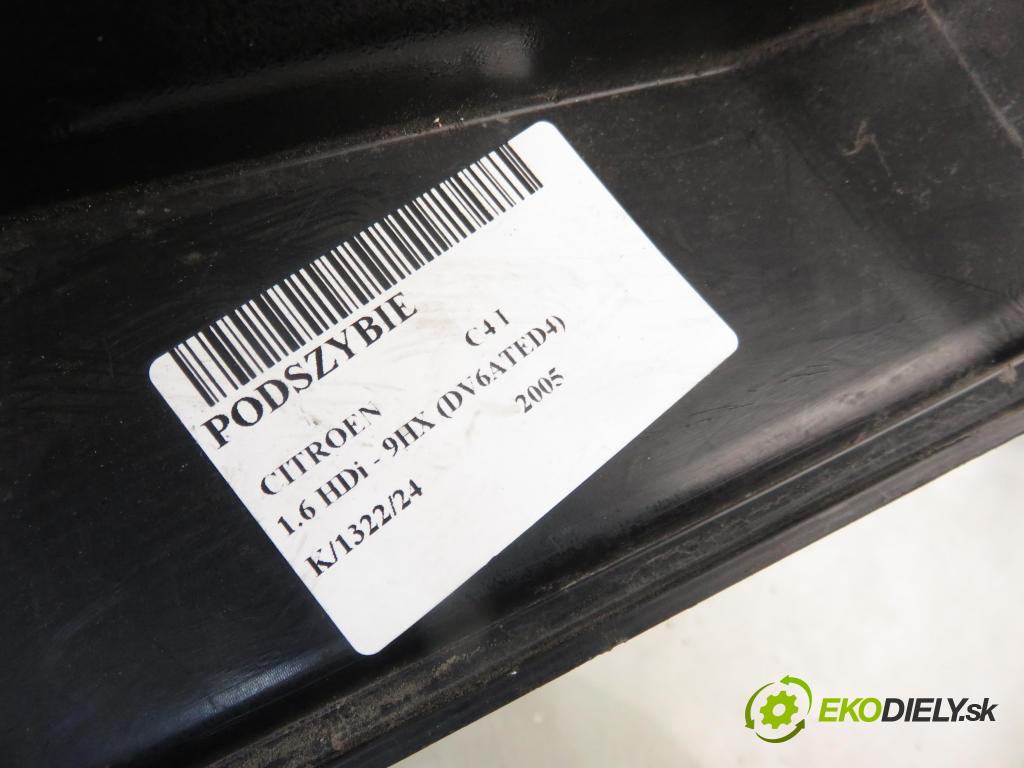 PODSZYBIE
CITROEN C4 I
1.6 HDi - 9HX (DV6ATED4)
K/1322/24 2005
EKODIELY.sk